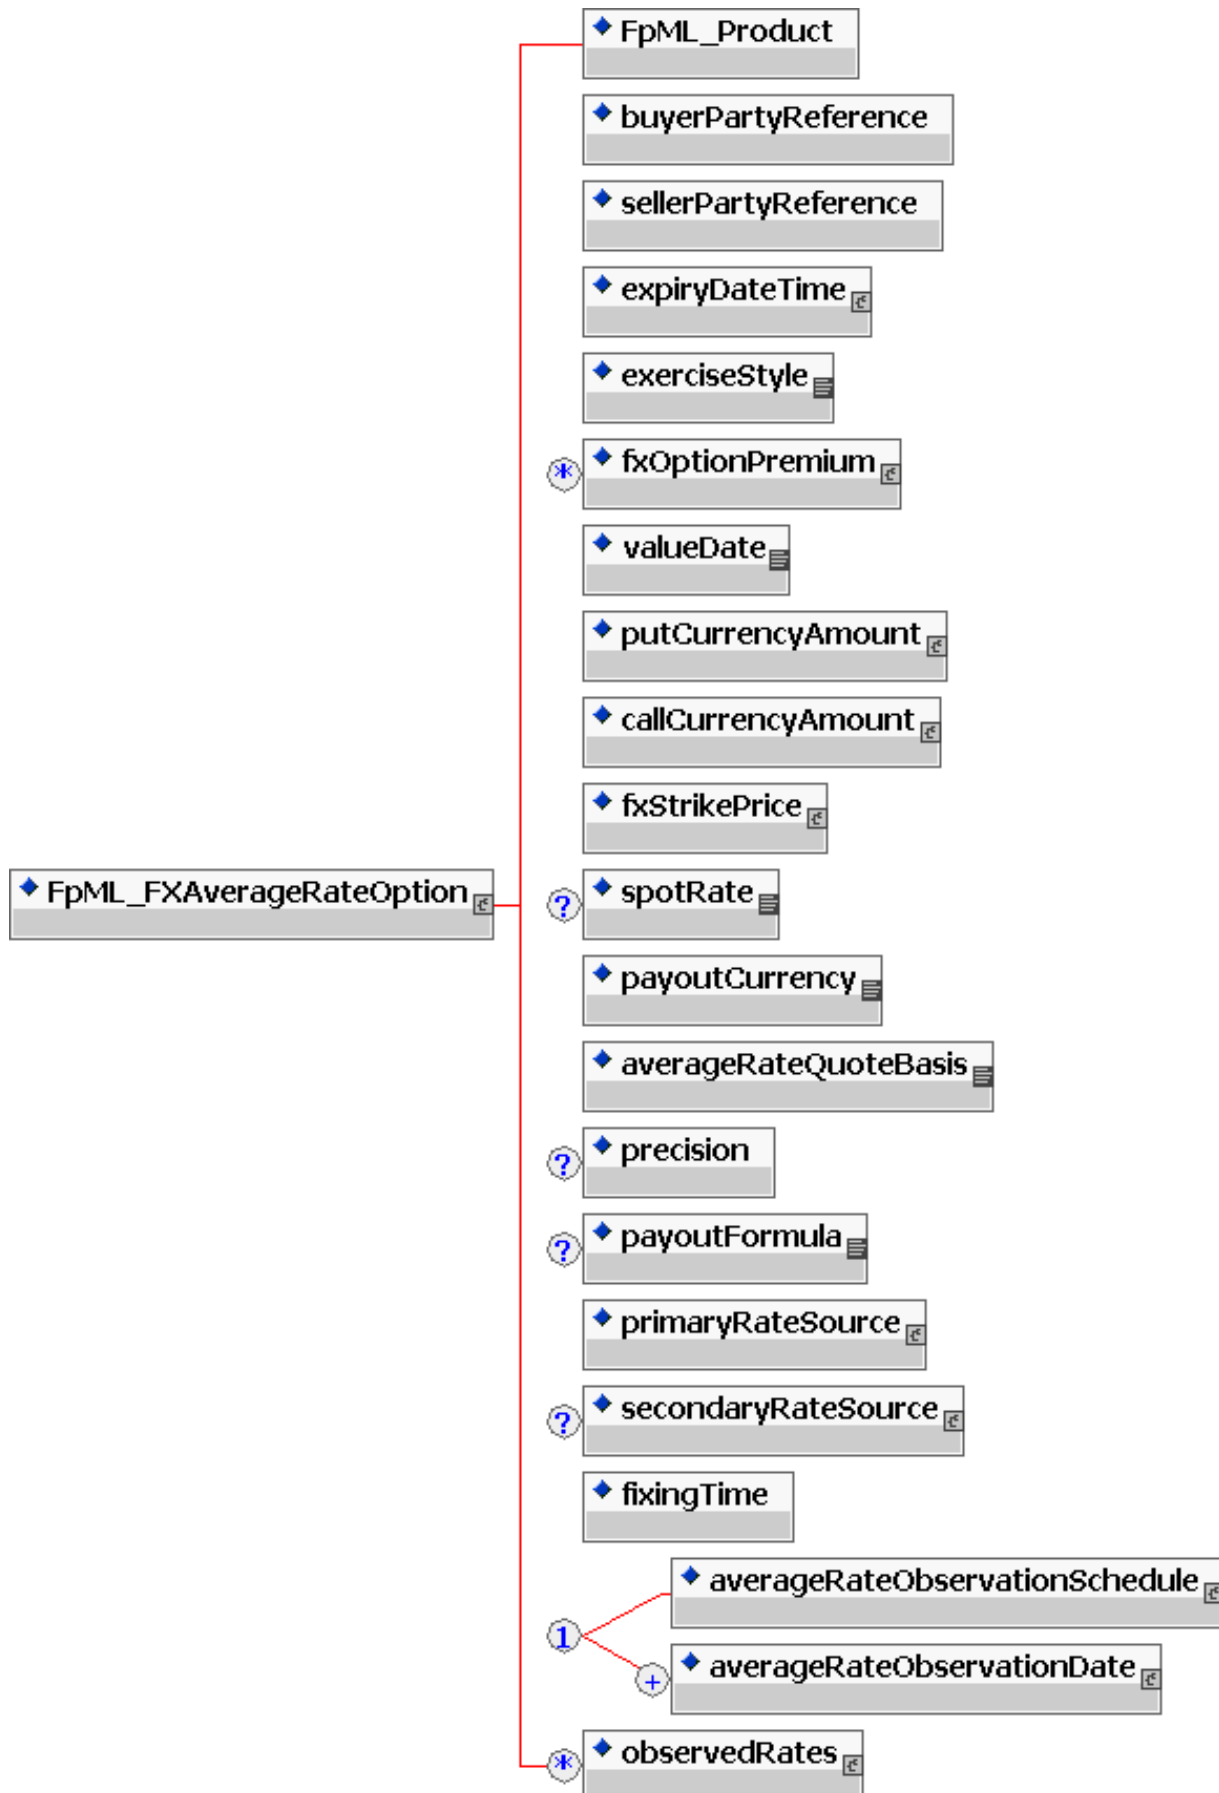 FpML_Product
buyerPartyReference
sellerPartyReference
expiryDateTime
exerciseStyle
* fxOptionPremium
valueDate
putCurrencyAmount
callCurrencyAmount
fxStrikePrice
FpML_FXAverageRateOption
? spotRate
payoutCurrency
averageRateQuoteBasis
? precision
? payoutFormula
primaryRateSource
? secondaryRateSource
fixingTime
averageRateObservationSchedule
1
+ averageRateObservationDate
* observedRates